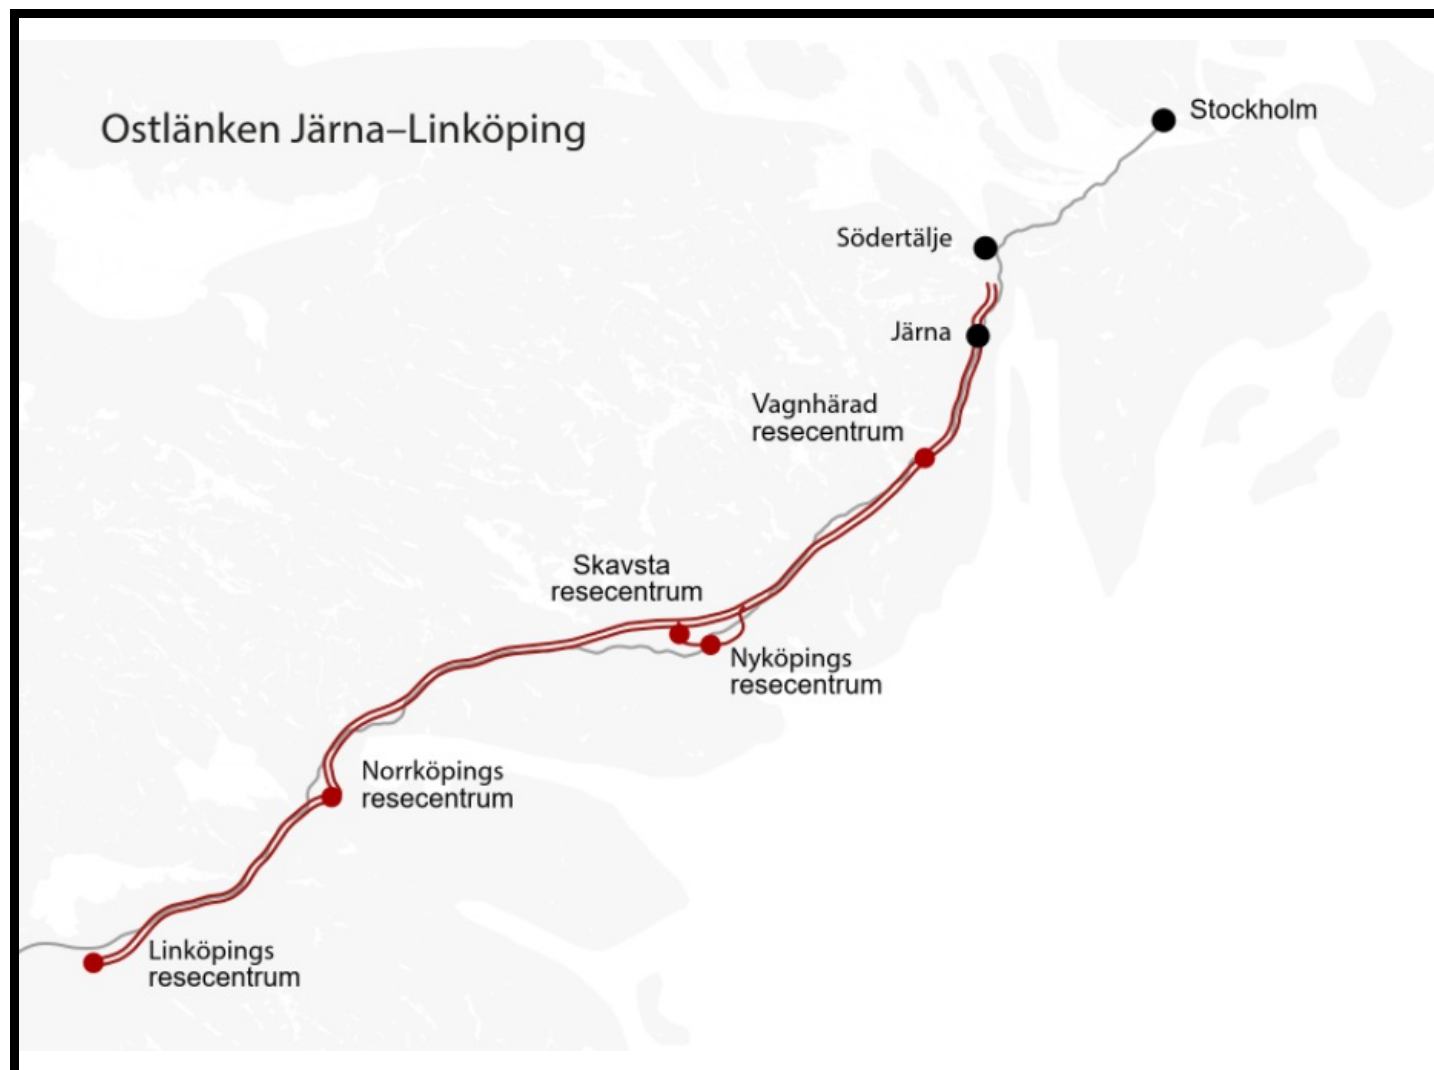 Ostlänken Järna–Linköping
Stockholm
Södertälje
Järna
Vagnhärad
resecentrum
Skavsta
resecentrum
Nyköpings
resecentrum
Norrköpings
resecentrum
Linköpings
resecentrum